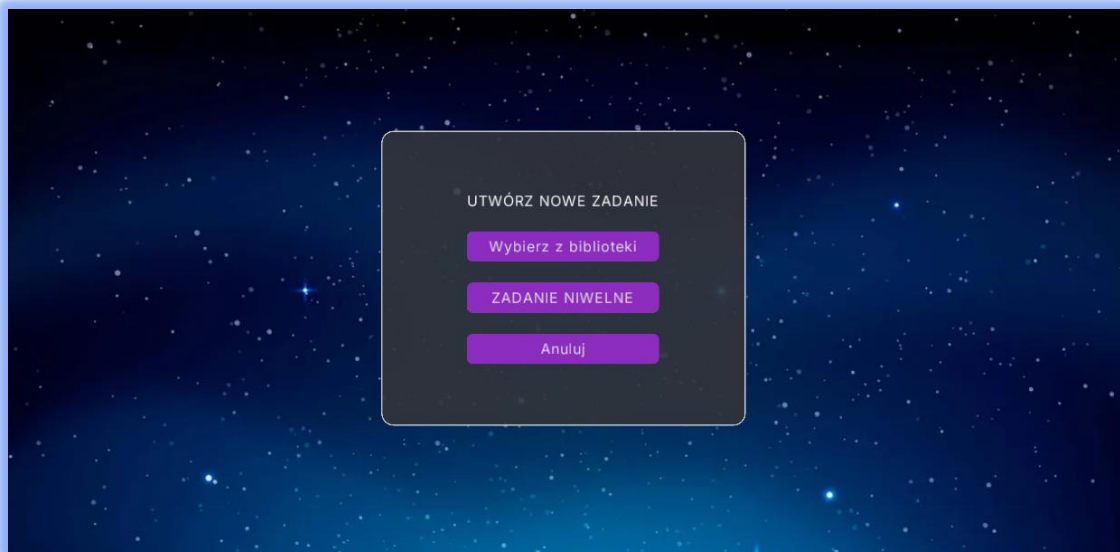 UTWÓRZ NOWE ZADANIE
Wybierz z biblioteki
ZADANIE NIWELNE
Anuluj